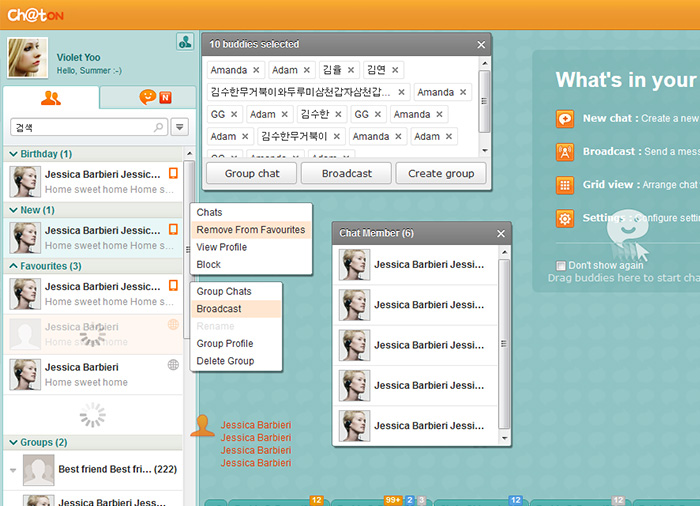 Ch@tON
Violet Yoo
Hello, Summer :-)
N
검색
Birthday (1)
Jessica Barbieri Jessic...
Home sweet home Home s...
New (1)
Jessica Barbieri Jessic...
Home sweet home Home s...
Favourites (3)
Jessica Barbieri Jessic...
Home sweet home Home s...
Jessica Barbieri
Home sweet home
Jessica Barbieri
Home sweet home
Groups (2)
Best friend Best fri... (222)
Jessica Barbieri Jess...
10 buddies selected
Amanda Adam 김율 김연
김수한무거북이와두루미삼천갑자삼천갑... Amanda
GG Adam 김수한 GG Amanda
Adam 김수한무거북이 Amanda Adam
GG Amanda Adam
Group chat Broadcast Create group
Chats
Remove From Favourites
View Profile
Block
Group Chats
Broadcast
Rename
Group Profile
Delete Group
Chat Member (6)
Jessica Barbieri Jessi...
Jessica Barbieri Jessi...
Jessica Barbieri Jessi...
Jessica Barbieri Jessi...
Jessica Barbieri Jessi...
Jessica Barbieri
Jessica Barbieri
Jessica Barbieri
Jessica Barbieri
What's in your
New chat : Create a new
Broadcast : Send a mess
Grid view : Arrange chat
Settings : Configure setting
Don't show again
Drag buddies here to start cha
12 99+ 2 3 12 12